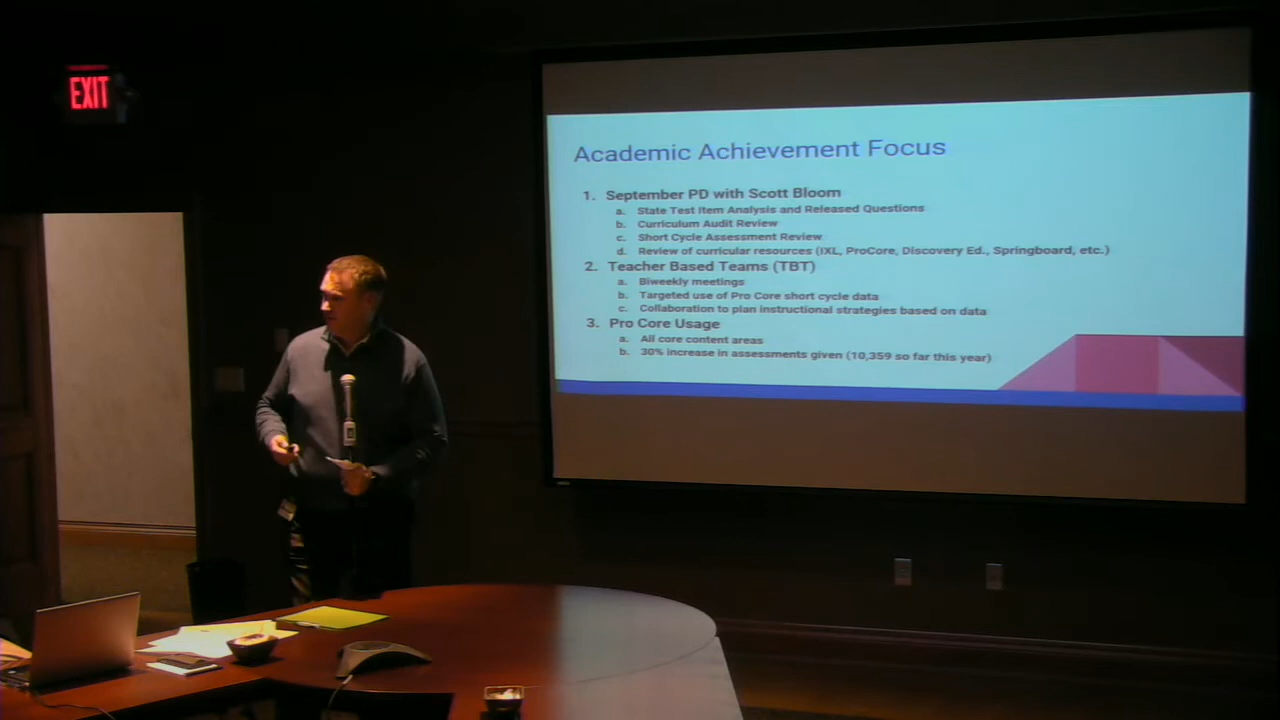 EXIT
Academic Achievement Focus
1. September PD with Scott Bloom
a. State Test Item Analysis and Released Questions
b. Curriculum Audit Review
c. Short Cycle Assessment Review
d. Review of curricular resources (IXL, ProCore, Discovery Ed., Springboard, etc.)
2. Teacher Based Teams (TBT)
a. Biweekly meetings
b. Targeted use of Pro Core short cycle data
c. Collaboration to plan instructional strategies based on data
3. Pro Core Usage
a. All core content areas
b. 30% increase in assessments given (10,359 so far this year)